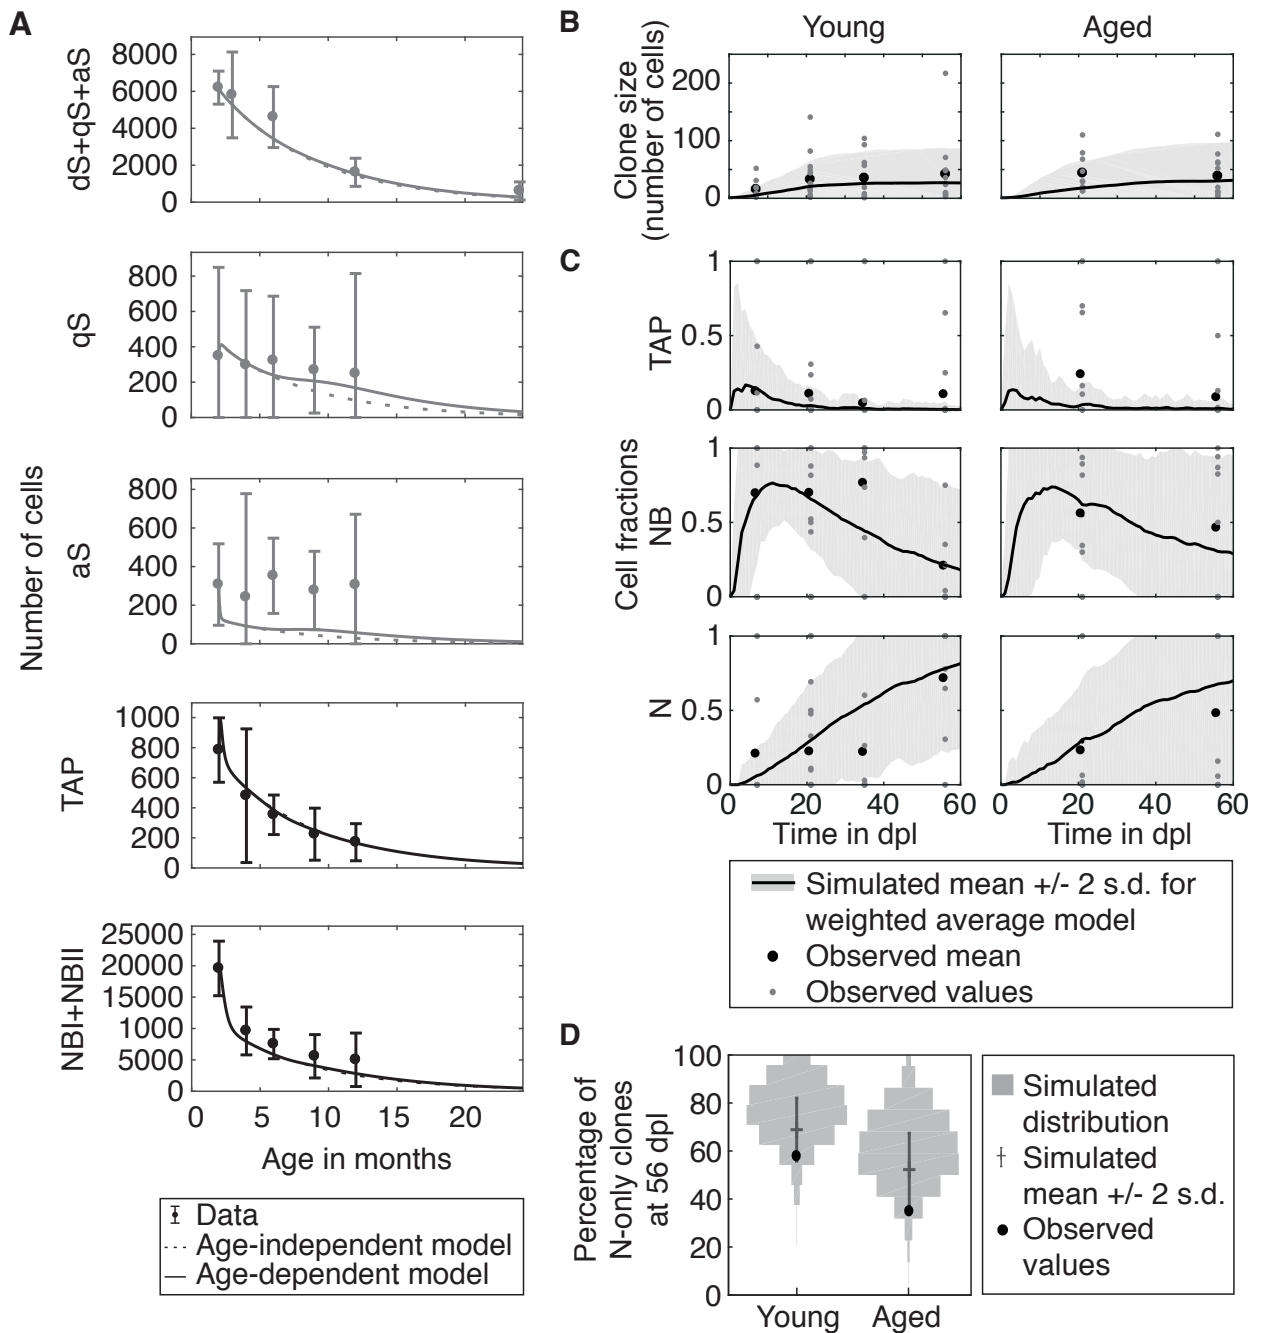 A
Number of cells
dS+qS+aS
8000
6000
4000
2000
0
qS
800
600
400
200
0
aS
800
600
400
200
0
TAP
1000
800
600
400
200
0
NBI+NBII
25000
20000
15000
1000
5000
0
0 5 10 15 20
Age in months
Data
Age-independent model
Age-dependent model
B
Young Aged
Clone size
(number of cells)
200
100
0
C
Cell fractions
TAP
1
0.5
0
NB
1
0.5
0
N
1
0.5
0
0 20 40 60 0 20 40 60
Time in dpl Time in dpl
Simulated mean +/- 2 s.d. for
weighted average model
Observed mean
Observed values
D
Percentage of
N-only clones
at 56 dpl
100
80
60
40
20
0
Young Aged
Simulated
distribution
Simulated
mean +/- 2 s.d.
Observed
values